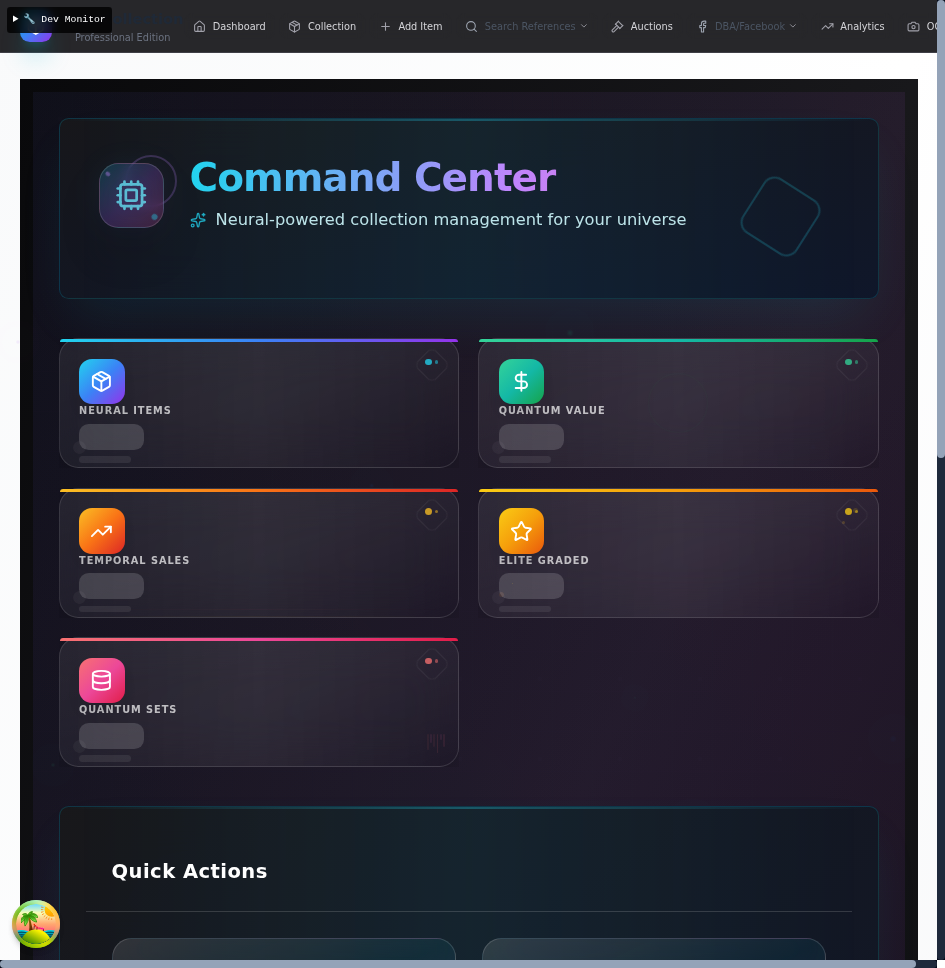 Dev Monitor
Professional Edition
Dashboard
Collection
Add Item
Search References
Auctions
DBA/Facebook
Analytics
Command Center
Neural-powered collection management for your universe
NEURAL ITEMS
QUANTUM VALUE
TEMPORAL SALES
ELITE GRADED
QUANTUM SETS
Quick Actions